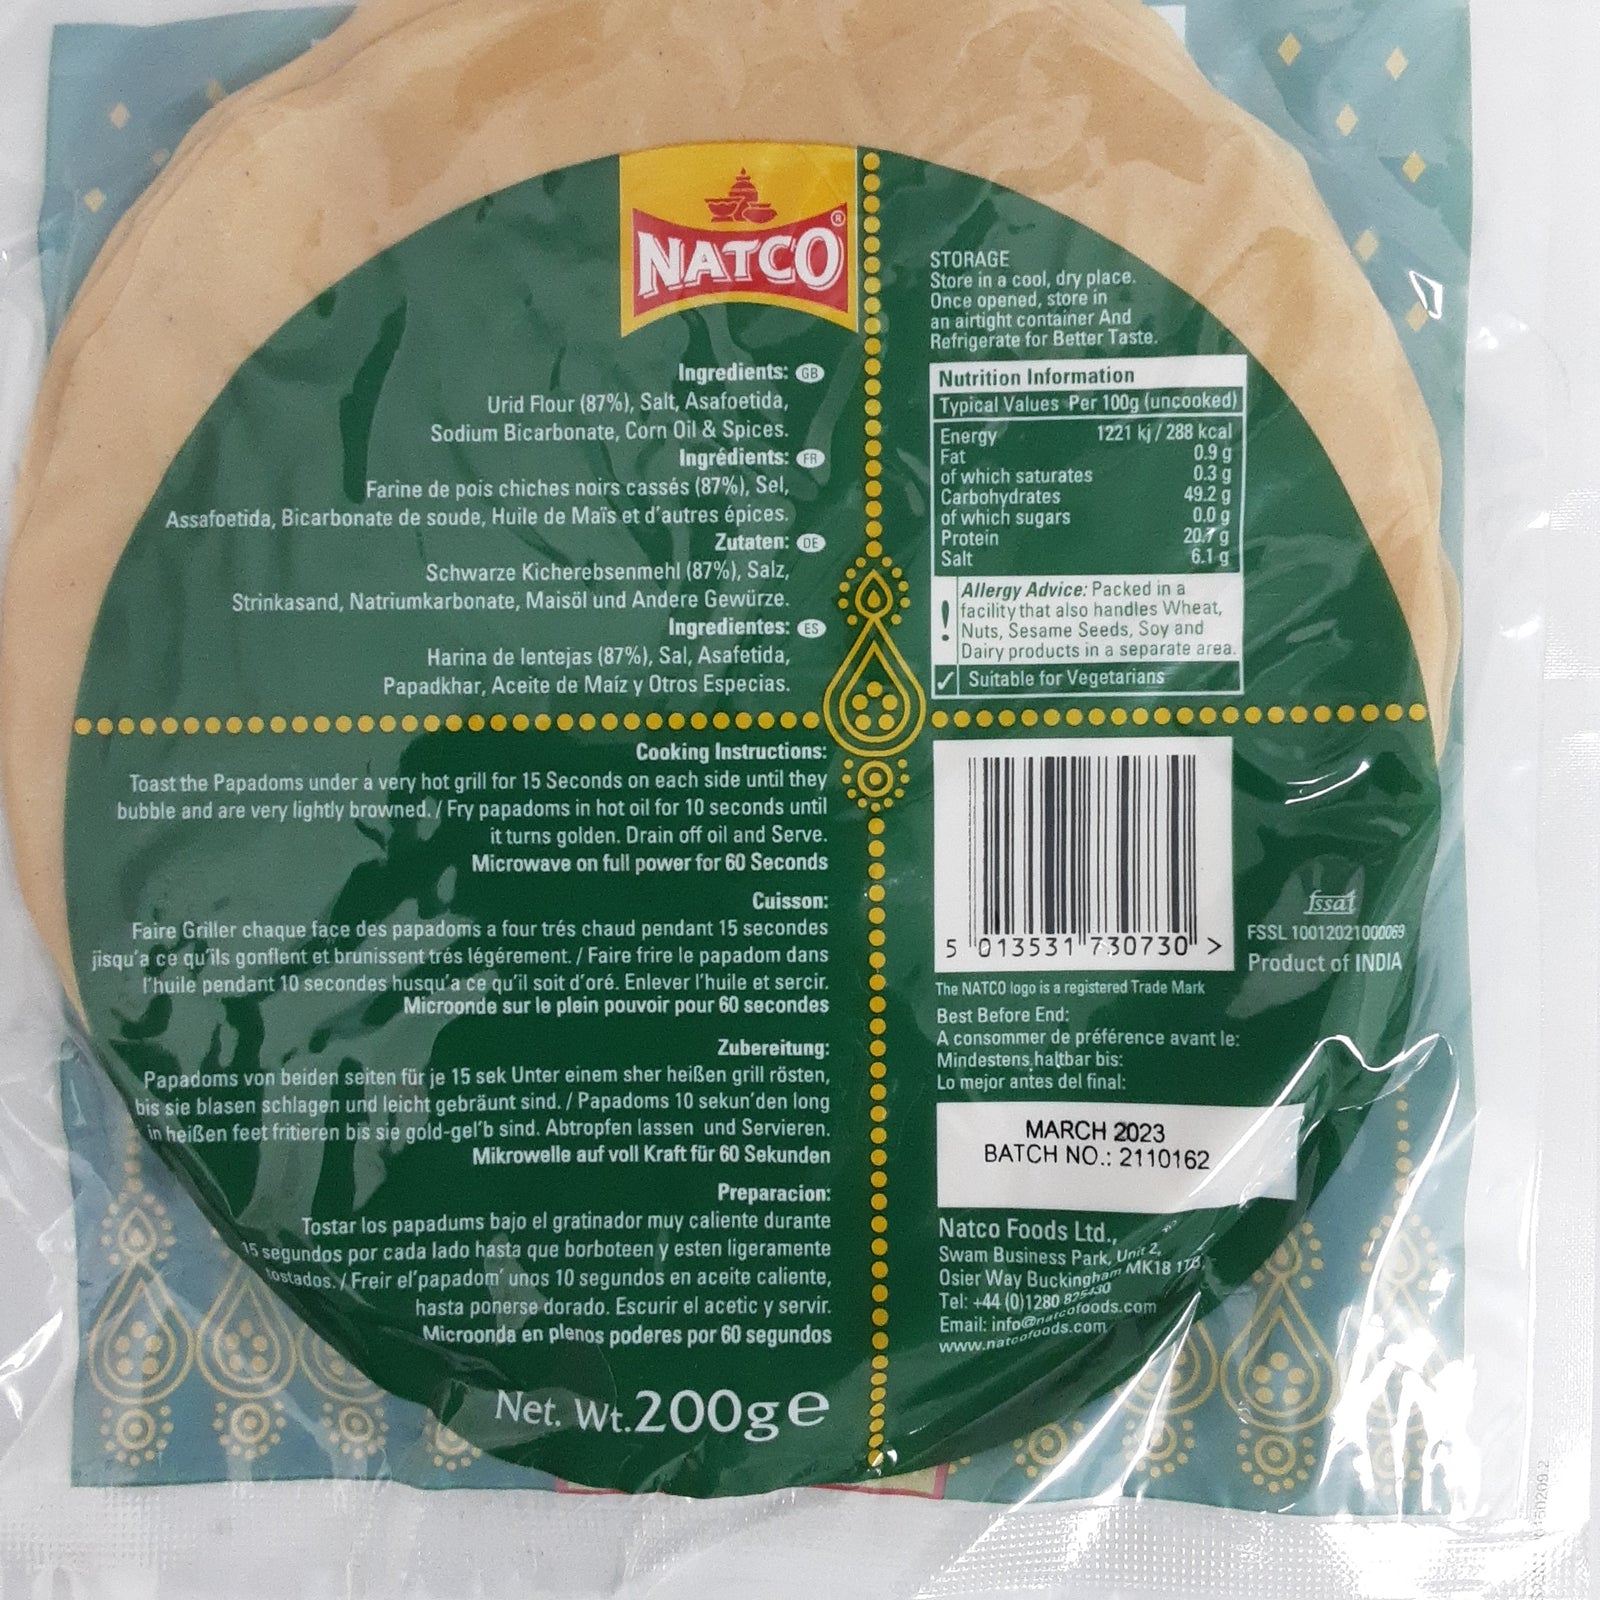 NATCO®
Ingredients: GB
Urid Flour (87%), Salt, Asafoetida,
Sodium Bicarbonate, Corn Oil & Spices.
Ingrédients: FR
Farine de pois chiches noirs cassés (87%), Sel,
Assafoetida, Bicarbonate de soude, Huile de Maïs et d'autres épices.
Zutaten: DE
Schwarze Kicherebsenmehl (87%), Salz,
Strinkasand, Natriumkarbonate, Maisöl und Andere Gewürze.
Ingredientes: ES
Harina de lentejas (87%), Sal, Asafetida,
Papadkhar, Aceite de Maíz y Otros Especias.
STORAGE
Store in a cool, dry place.
Once opened, store in
an airtight container And
Refrigerate for Better Taste.
Nutrition Information
Typical Values Per 100g (uncooked)
Energy 1221 kj / 288 kcal
Fat 0.9 g
of which saturates 0.3 g
Carbohydrates 49.2 g
of which sugars 0.0 g
Protein 20.7 g
Salt 6.1 g
! Allergy Advice: Packed in a
facility that also handles Wheat,
Nuts, Sesame Seeds, Soy and
Dairy products in a separate area.
✓ Suitable for Vegetarians
Cooking Instructions:
Toast the Papadoms under a very hot grill for 15 Seconds on each side until they
bubble and are very lightly browned. / Fry papadoms in hot oil for 10 seconds until
it turns golden. Drain off oil and Serve.
Microwave on full power for 60 Seconds
Cuisson:
Faire Griller chaque face des papadoms a four trés chaud pendant 15 secondes
jisqu'a ce qu'ils gonflent et brunissent trés légérement. / Faire frire le papadom dans
l'huile pendant 10 secondes husqu'a ce qu'il soit d'oré. Enlever l'huile et sercir.
Microonde sur le plein pouvoir pour 60 secondes
Zubereitung:
Papadoms von beiden seiten für je 15 sek Unter einem sher heißen grill rösten,
bis sie blasen schlagen und leicht gebräunt sind. / Papadoms 10 sekun'den long
in heißen feet fritieren bis sie gold-gel'b sind. Abtropfen lassen und Servieren.
Mikrowelle auf voll Kraft für 60 Sekunden
Preparacion:
Tostar los papadums bajo el gratinador muy caliente durante
15 segundos por cada lado hasta que borboteen y esten ligeramente
tostados. / Freir el'papadom' unos 10 segundos en aceite caliente,
hasta ponerse dorado. Escurir el acetic y servir.
Microonda en plenos poderes por 60 segundos
Net. Wt. 200g e
5 013531 730730 >
fssai
FSSL 10012021000069
Product of INDIA
The NATCO logo is a registered Trade Mark
Best Before End:
A consommer de préférence avant le:
Mindestens haltbar bis:
Lo mejor antes del final:
MARCH 2023
BATCH NO.: 2110162
Natco Foods Ltd.,
Swam Business Park, Unit 2,
Osier Way Buckingham MK18
Tel: +44 (0)1280 825430
Email: info@natcofoods.com
www.natcofoods.com